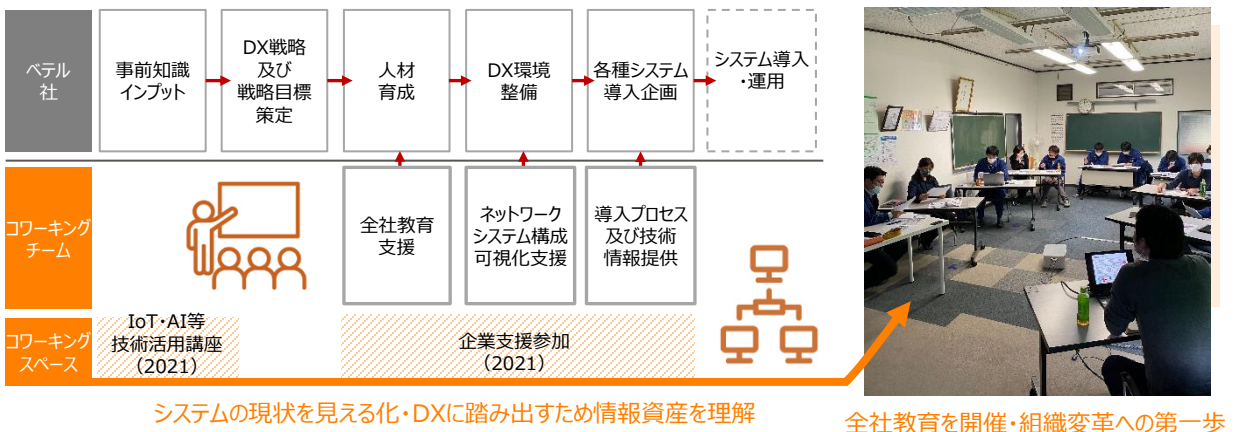 ベテル
社
事前知識
インプット
DX戦略
及び
戦略目標
策定
人材
育成
DX環境
整備
各種システム
導入企画
システム導入
・運用
コワーキング
チーム
全社教育
支援
ネットワーク
システム構成
可視化支援
導入プロセス
及び技術
情報提供
コワーキング
スペース
IoT・AI等
技術活用講座
（2021）
企業支援参加
（2021）
システムの現状を見える化・DXに踏み出すため情報資産を理解
全社教育を開催・組織変革への第一歩